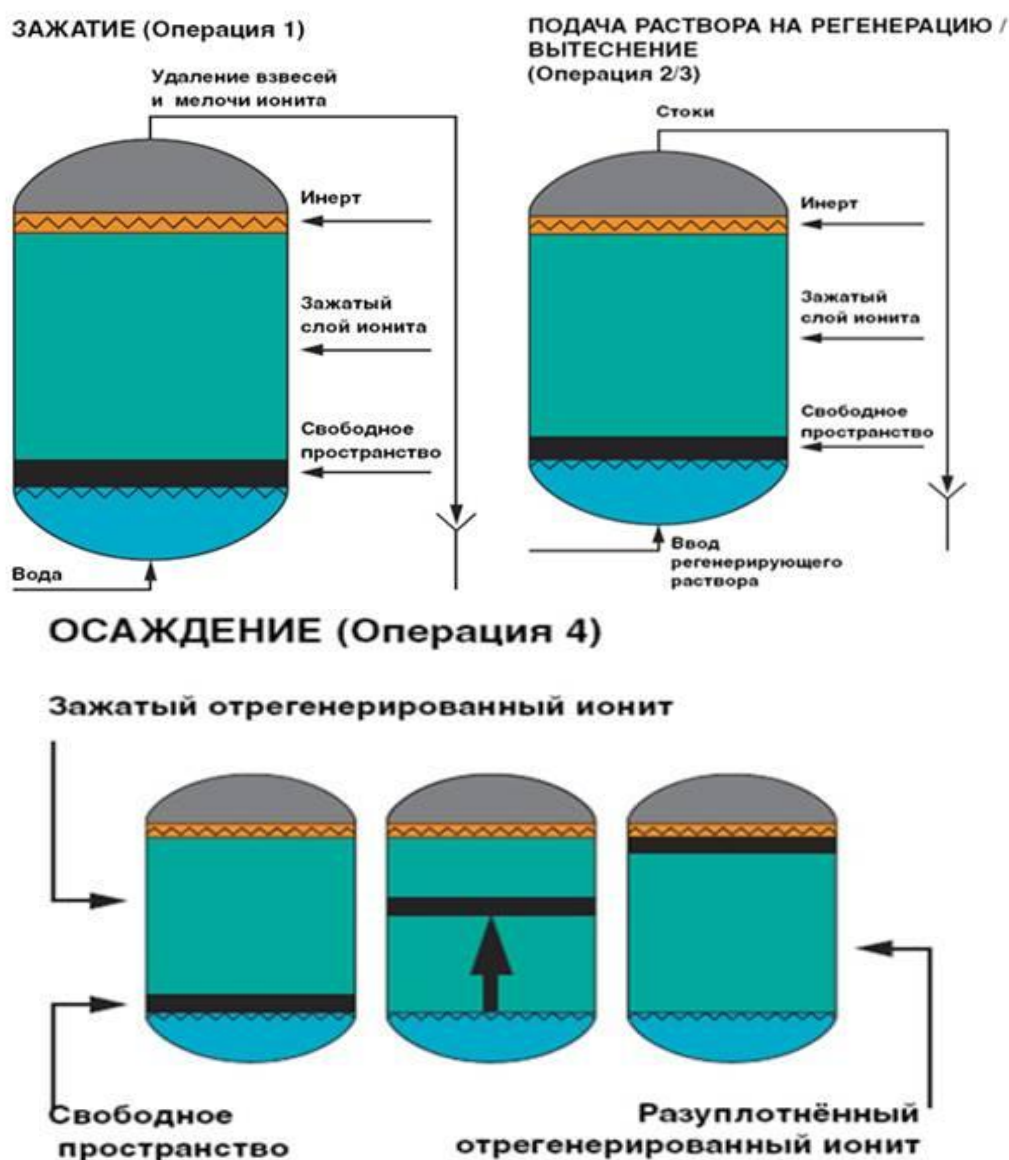 ЗАЖАТИЕ (Операция 1)
Удаление взвесей
и мелочи ионита
Инерт
Зажатый
слой ионита
Свободное
пространство
Вода
ПОДАЧА РАСТВОРА НА РЕГЕНЕРАЦИЮ /
ВЫТЕСНЕНИЕ
(Операция 2/3)
Стоки
Инерт
Зажатый
слой ионита
Свободное
пространство
Ввод
регенерирующего
раствора
ОСАЖДЕНИЕ (Операция 4)
Зажатый отрегенерированный ионит
Свободное
пространство
Разуплотнённый
отрегенерированный ионит